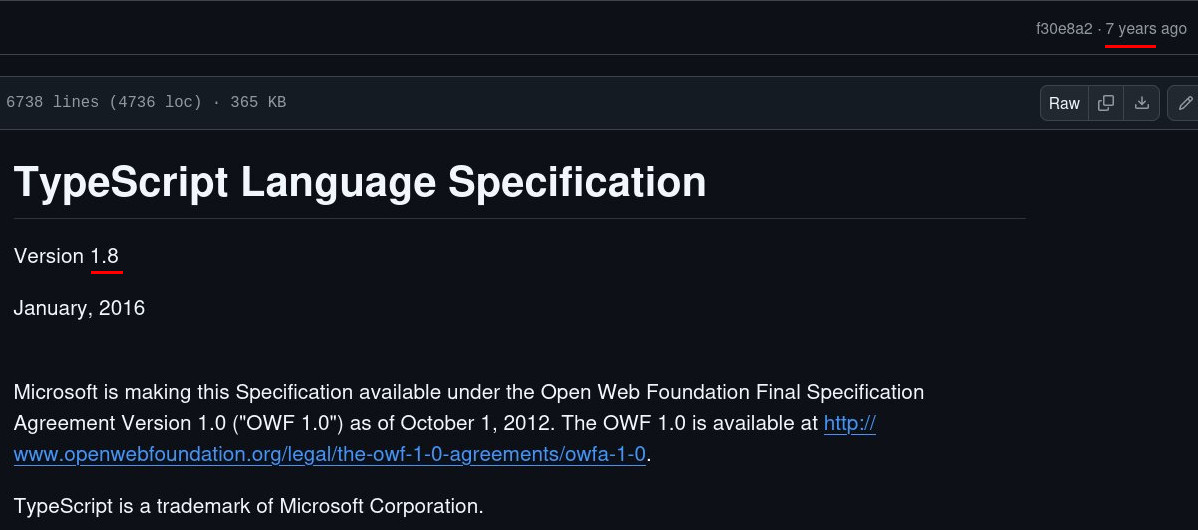 f30e8a2 · 7 years ago
6738 lines (4736 loc) · 365 KB
Raw
TypeScript Language Specification
Version 1.8
January, 2016
Microsoft is making this Specification available under the Open Web Foundation Final Specification
Agreement Version 1.0 ("OWF 1.0") as of October 1, 2012. The OWF 1.0 is available at http://
www.openwebfoundation.org/legal/the-owf-1-0-agreements/owfa-1-0.
TypeScript is a trademark of Microsoft Corporation.